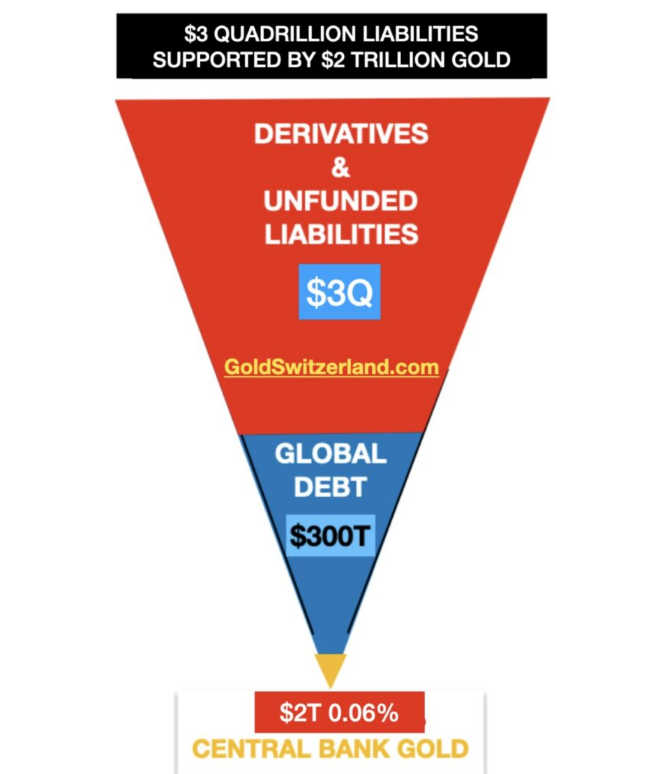 $3 QUADRILLION LIABILITIES
SUPPORTED BY $2 TRILLION GOLD
DERIVATIVES
&
UNFUNDED
LIABILITIES
$3Q
GoldSwitzerland.com
GLOBAL
DEBT
$300T
$2T 0.06%
CENTRAL BANK GOLD